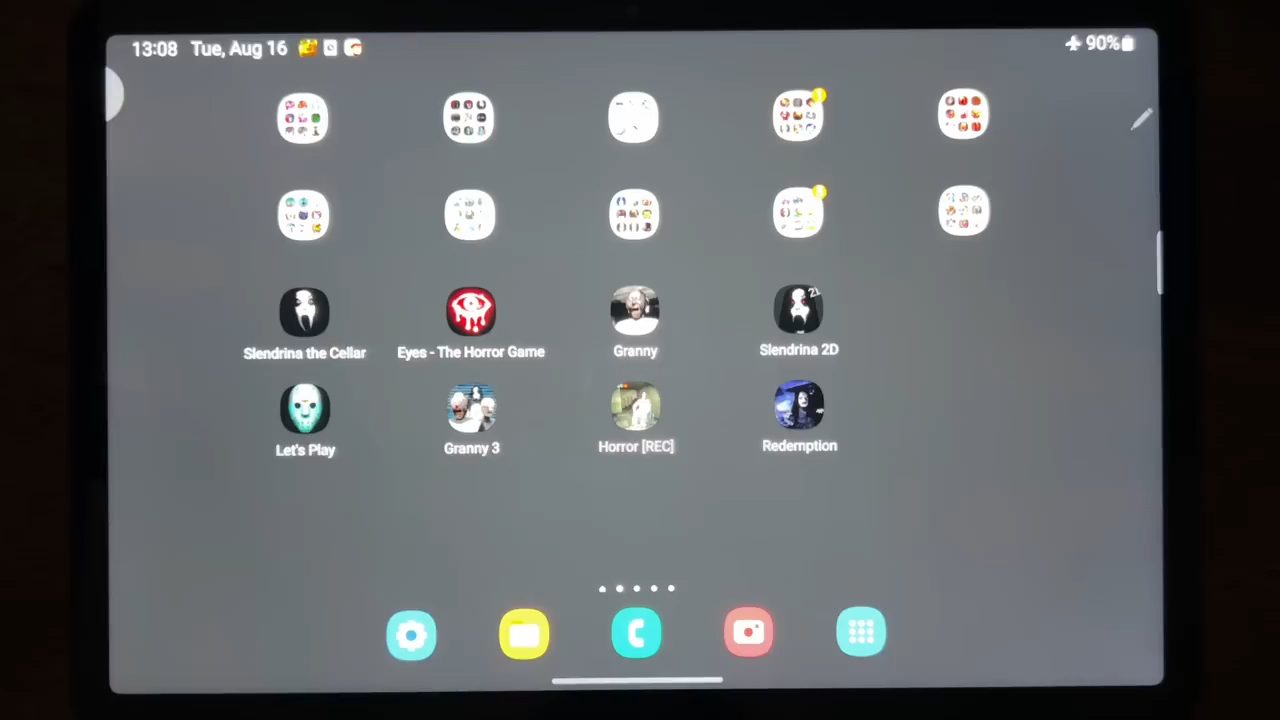 13:08 Tue, Aug 16
90%
Slendrina the Cellar
Eyes - The Horror Game
Granny
Slendrina 2D
Let's Play
Granny 3
Horror [REC]
Redemption